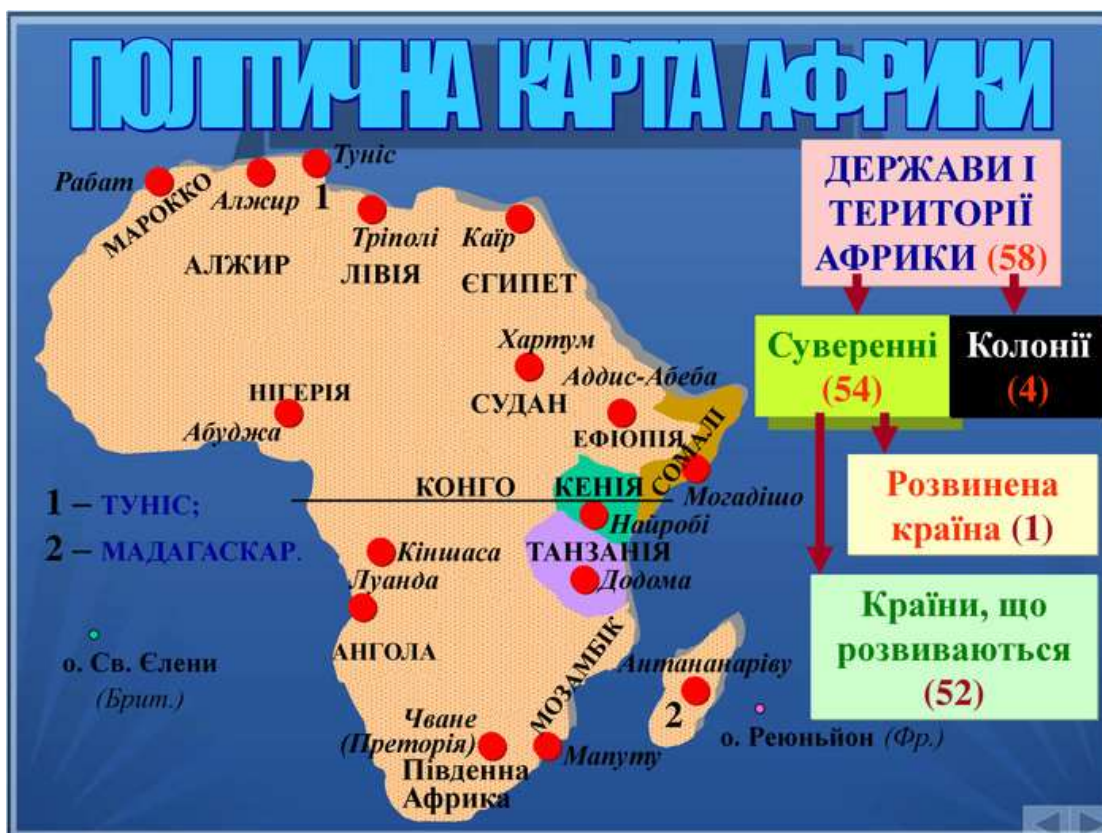 ПОЛІТИЧНА КАРТА АФРИКИ
Туніс
Рабат
МАРОККО
Алжир
1
Тріполі
Каїр
АЛЖИР
ЛІВІЯ
ЄГИПЕТ
Хартум
Аддис-Абеба
НІГЕРІЯ
Абуджа
СУДАН
ЕФІОПІЯ
СОМАЛІ
КОНГО
КЕНІЯ
Могадішо
Найробі
1 – ТУНІС;
2 – МАДАГАСКАР.
Кіншаса
ТАНЗАНІЯ
Луанда
Додома
АНГОЛА
МОЗАМБІК
о. Св. Єлени
(Брит.)
Антананаріву
2
о. Реюньйон (Фр.)
Чване
(Преторія)
Мапуту
Південна
Африка
ДЕРЖАВИ І
ТЕРИТОРІЇ
АФРИКИ (58)
Суверенні
(54)
Колонії
(4)
Розвинена
країна (1)
Країни, що
розвиваються
(52)